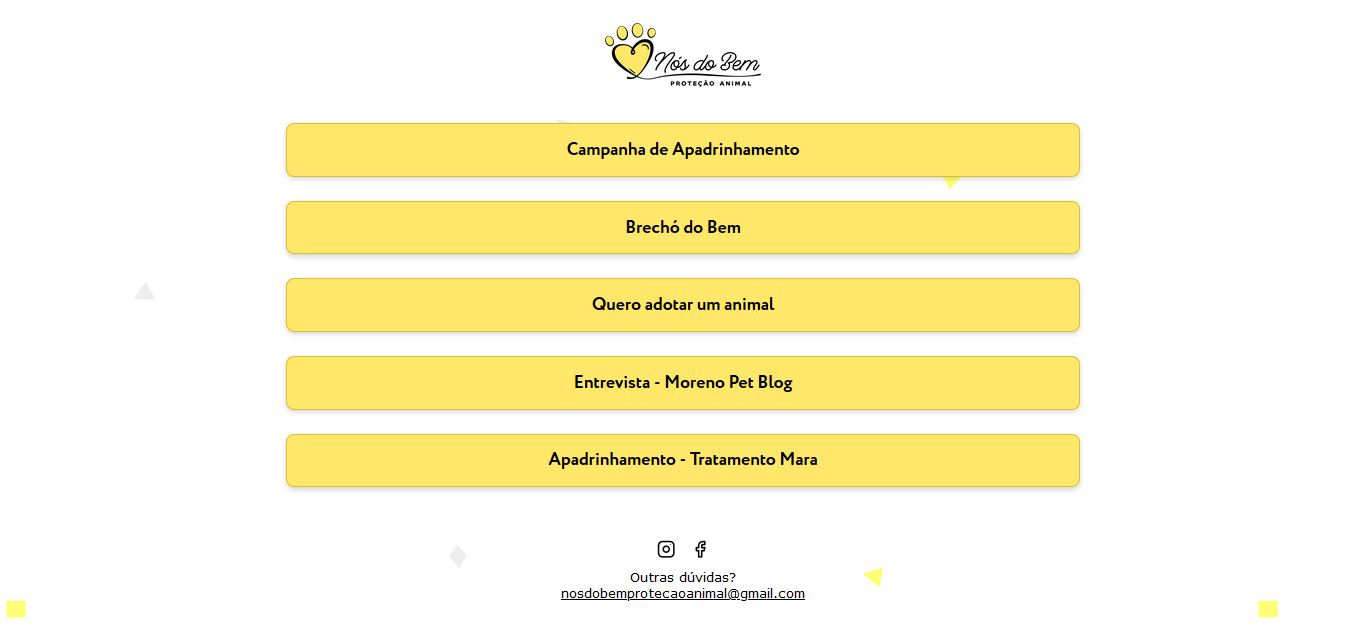 Nós do Bem
PROTEÇÃO ANIMAL
Campanha de Apadrinhamento
Brechó do Bem
Quero adotar um animal
Entrevista - Moreno Pet Blog
Apadrinhamento - Tratamento Mara
Outras dúvidas?
nosdobemprotecaoanimal@gmail.com